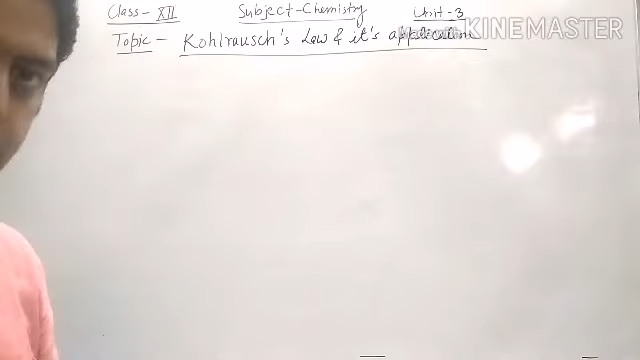 Class - XII Subject - Chemistry Unit - 3
Topic - Kohlrausch's Law & it's application
KINEMASTER